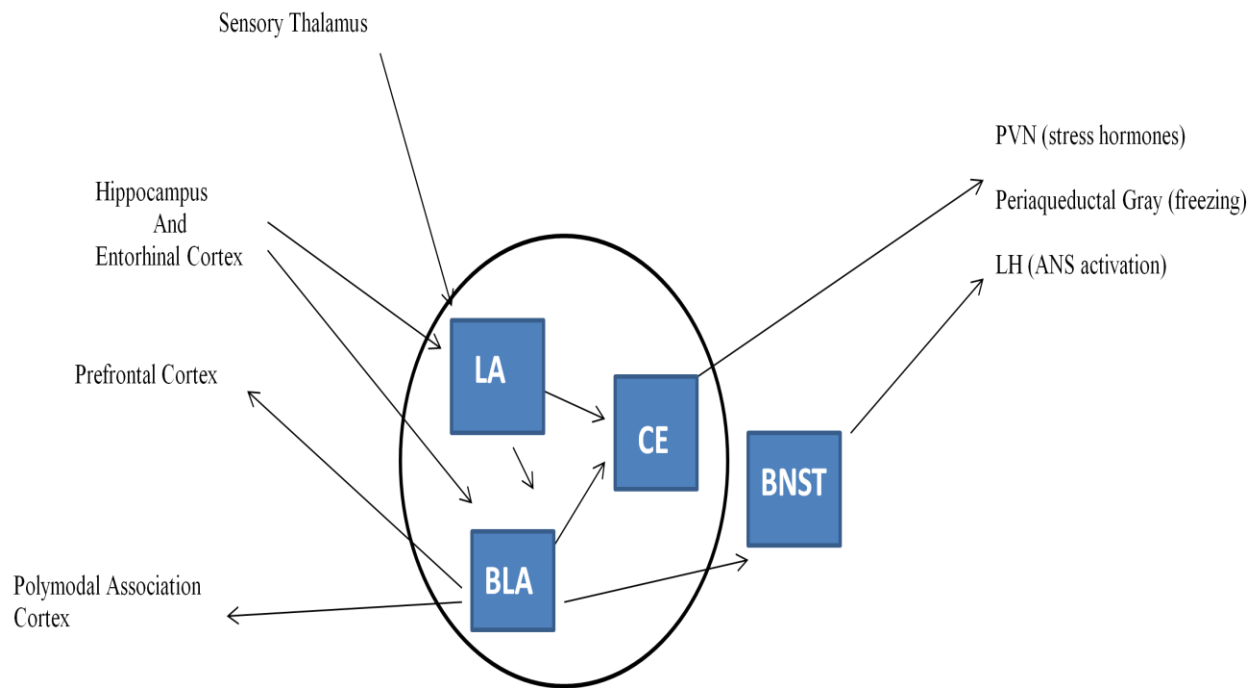 Sensory Thalamus
PVN (stress hormones)
Hippocampus
And
Entorhinal Cortex
Periaqueductal Gray (freezing)
LH (ANS activation)
LA
Prefrontal Cortex
CE
BNST
BLA
Polymodal Association
Cortex